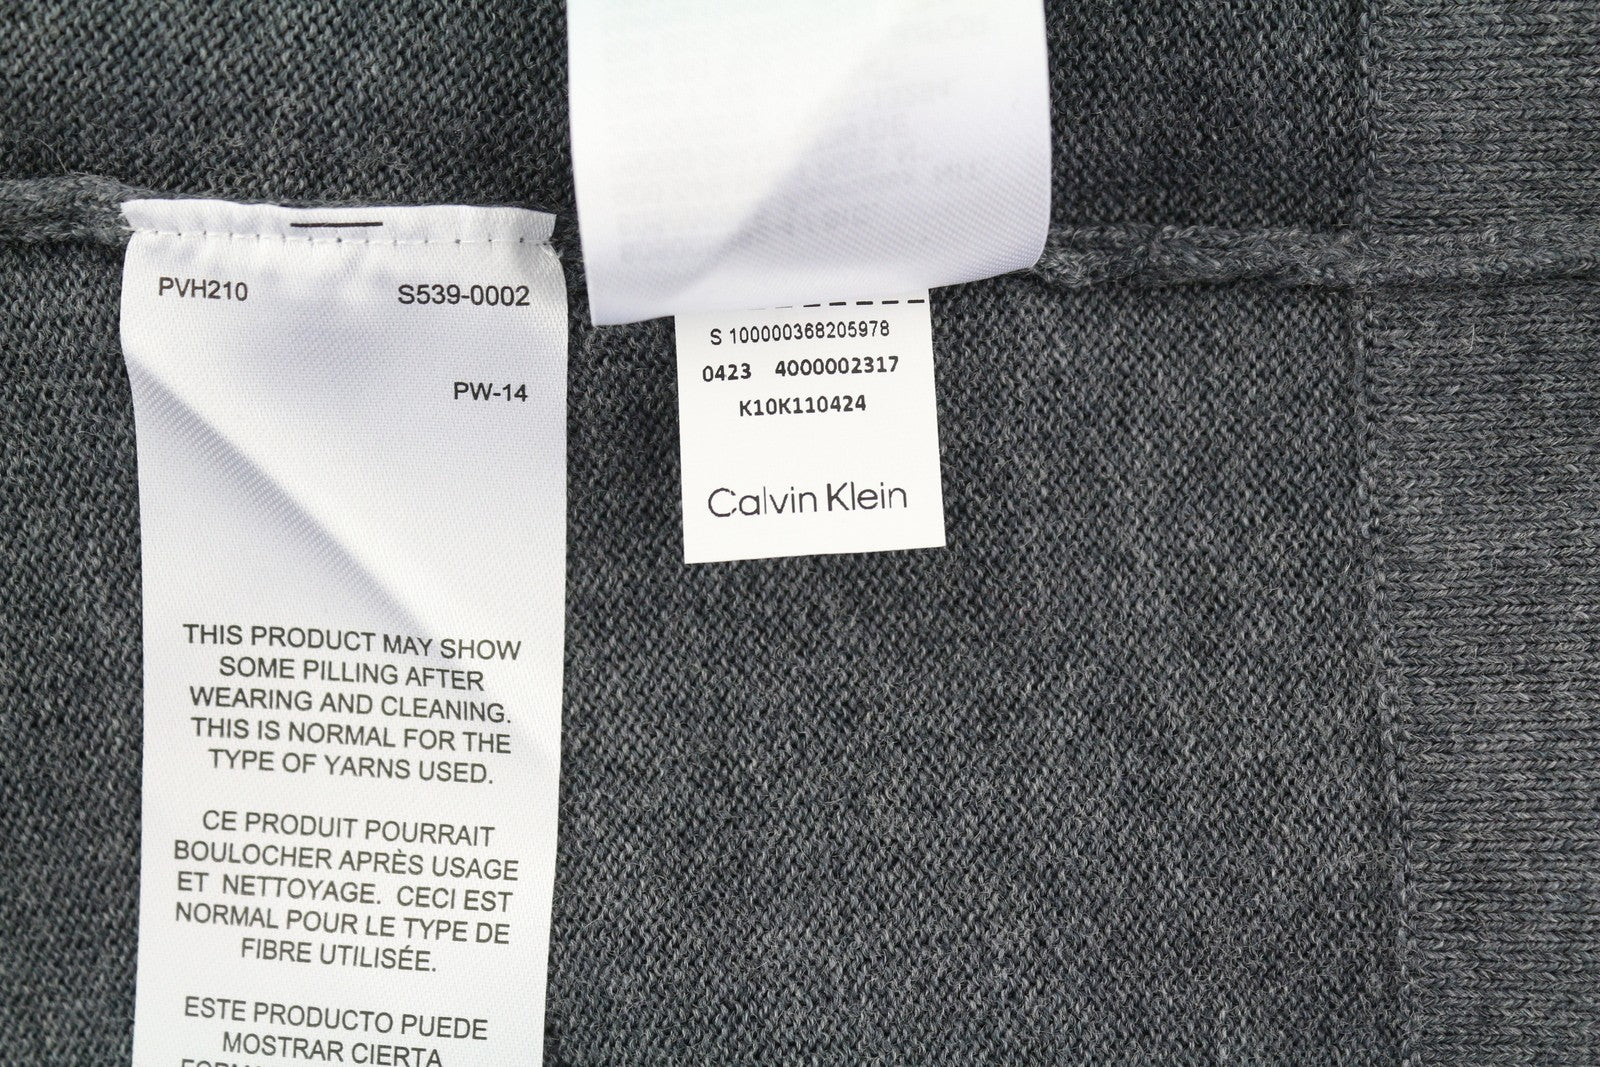 PVH210 S539-0002
PW-14
THIS PRODUCT MAY SHOW
SOME PILLING AFTER
WEARING AND CLEANING.
THIS IS NORMAL FOR THE
TYPE OF YARNS USED.
CE PRODUIT POURRAIT
BOULOCHER APRÈS USAGE
ET NETTOYAGE. CECI EST
NORMAL POUR LE TYPE DE
FIBRE UTILISÉE.
ESTE PRODUCTO PUEDE
MOSTRAR CIERTA
S 100000368205978
0423 4000002317
K10K110424
Calvin Klein